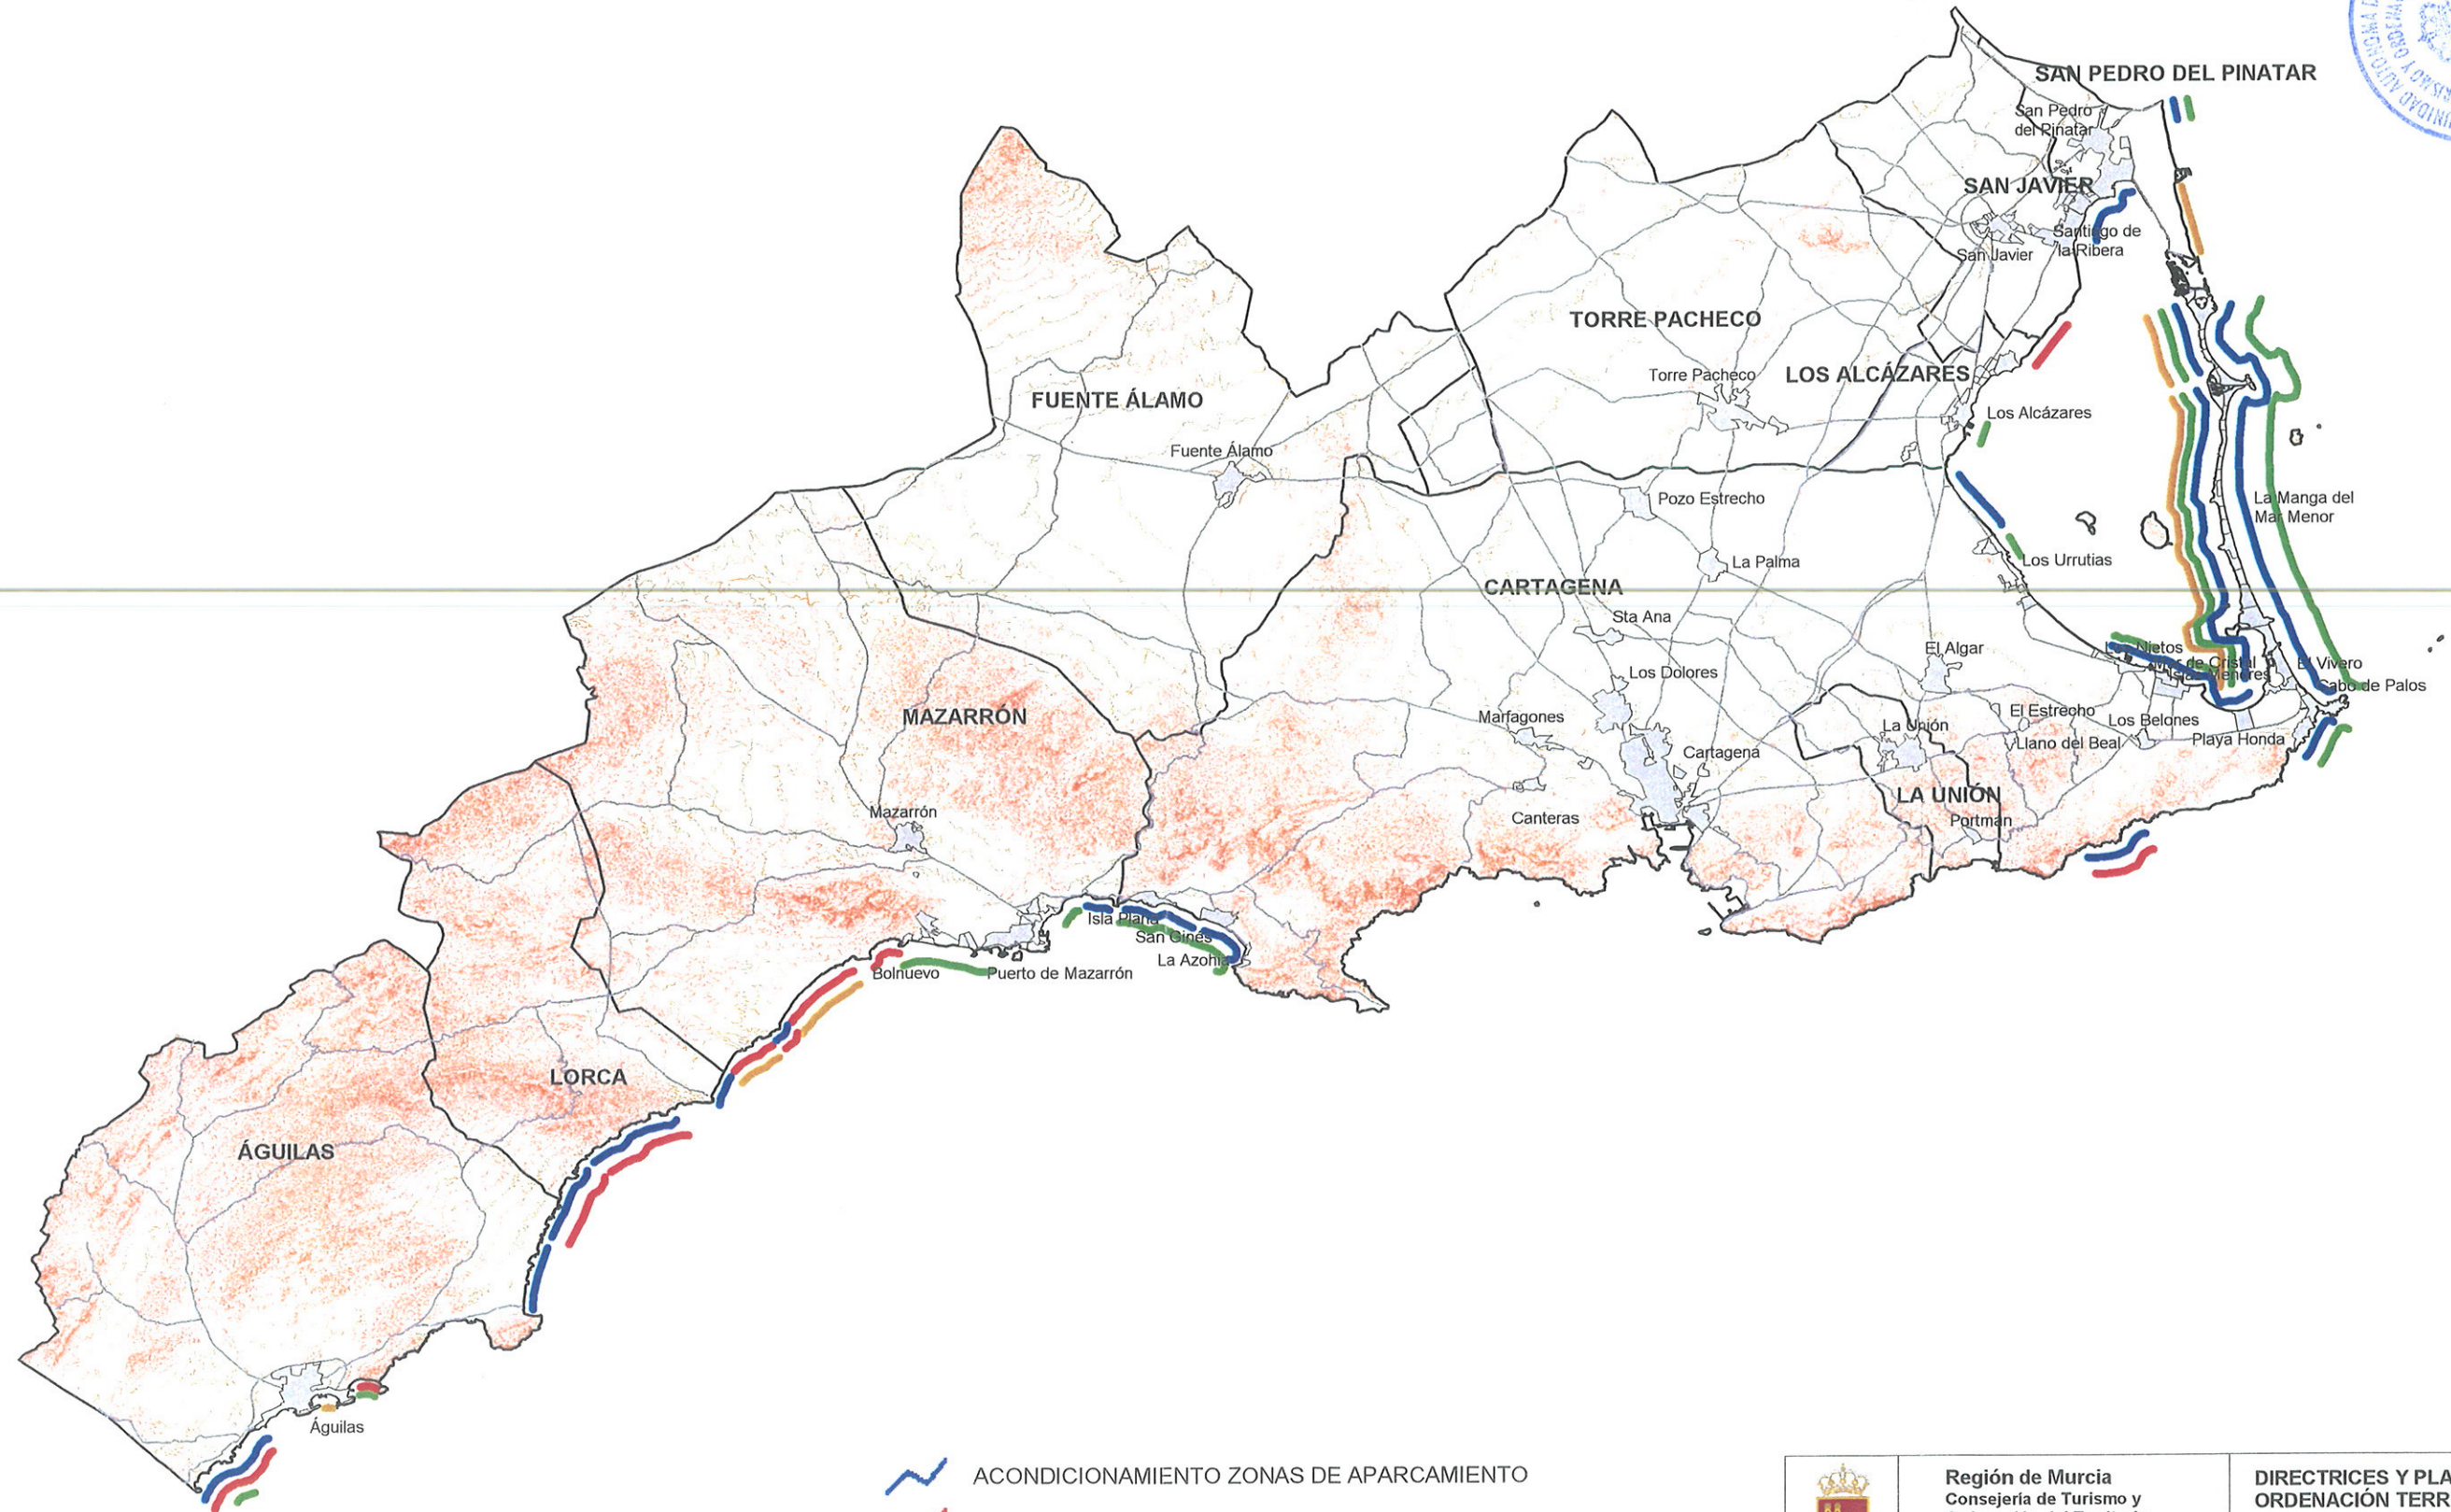 SAN PEDRO DEL PINATAR
San Pedro
del Pinatar
SAN JAVIER
Santiago de
la Ribera
San Javier
TORRE PACHECO
Torre Pacheco
LOS ALCÁZARES
Los Alcázares
FUENTE ÁLAMO
Fuente Álamo
Pozo Estrecho
La Manga del
Mar Menor
La Palma
Los Urrutias
CARTAGENA
Sta Ana
El Algar
Los Nietos
Mar de Cristal
Islas Menores
El Vivero
Cabo de Palos
Los Dolores
MAZARRÓN
Marfagones
La Unión
El Estrecho
Los Belones
Llano del Beal
Playa Honda
Cartagena
LA UNIÓN
Portman
Mazarrón
Canteras
Isla Plana
San Ginés
La Azohía
Bolnuevo
Puerto de Mazarrón
LORCA
ÁGUILAS
Águilas
ACONDICIONAMIENTO ZONAS DE APARCAMIENTO
Región de Murcia
Consejería de Turismo y
DIRECTRICES Y PLA
ORDENACIÓN TERR